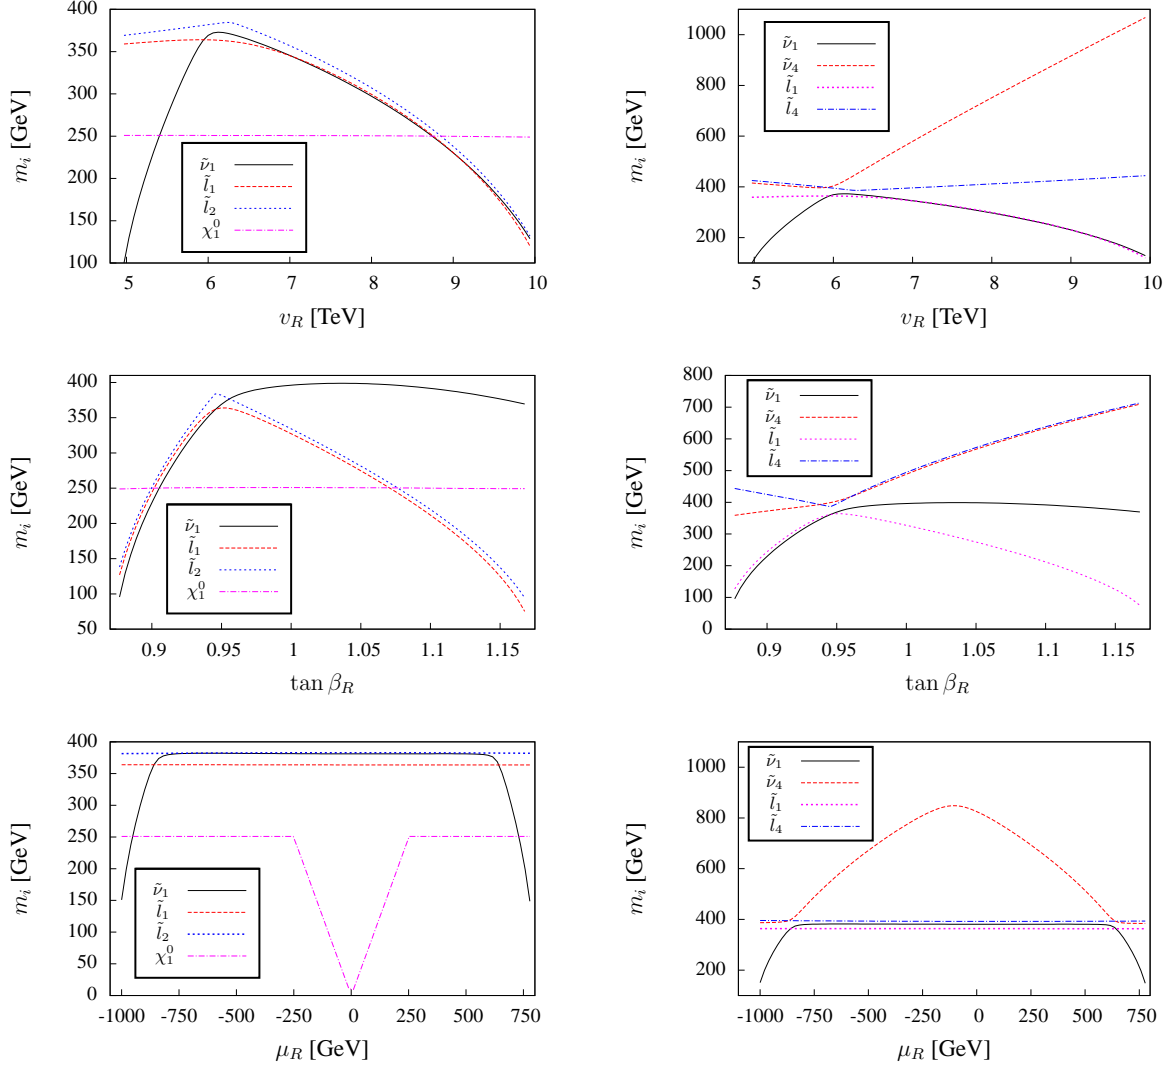 400
350
300
250
200
150
100
m_i [GeV]
ν̃_1
l̃_1
l̃_2
χ_1^0
5 6 7 8 9 10
v_R [TeV]
1000
800
600
400
200
m_i [GeV]
ν̃_1
ν̃_4
l̃_1
l̃_4
5 6 7 8 9 10
v_R [TeV]
400
350
300
250
200
150
100
50
m_i [GeV]
ν̃_1
l̃_1
l̃_2
χ_1^0
0.9 0.95 1 1.05 1.1 1.15
tan β_R
800
700
600
500
400
300
200
100
0
m_i [GeV]
ν̃_1
ν̃_4
l̃_1
l̃_4
0.9 0.95 1 1.05 1.1 1.15
tan β_R
400
350
300
250
200
150
100
50
0
m_i [GeV]
ν̃_1
l̃_1
l̃_2
χ_1^0
-1000 -750 -500 -250 0 250 500 750
μ_R [GeV]
1000
800
600
400
200
m_i [GeV]
ν̃_1
ν̃_4
l̃_1
l̃_4
-1000 -750 -500 -250 0 250 500 750
μ_R [GeV]